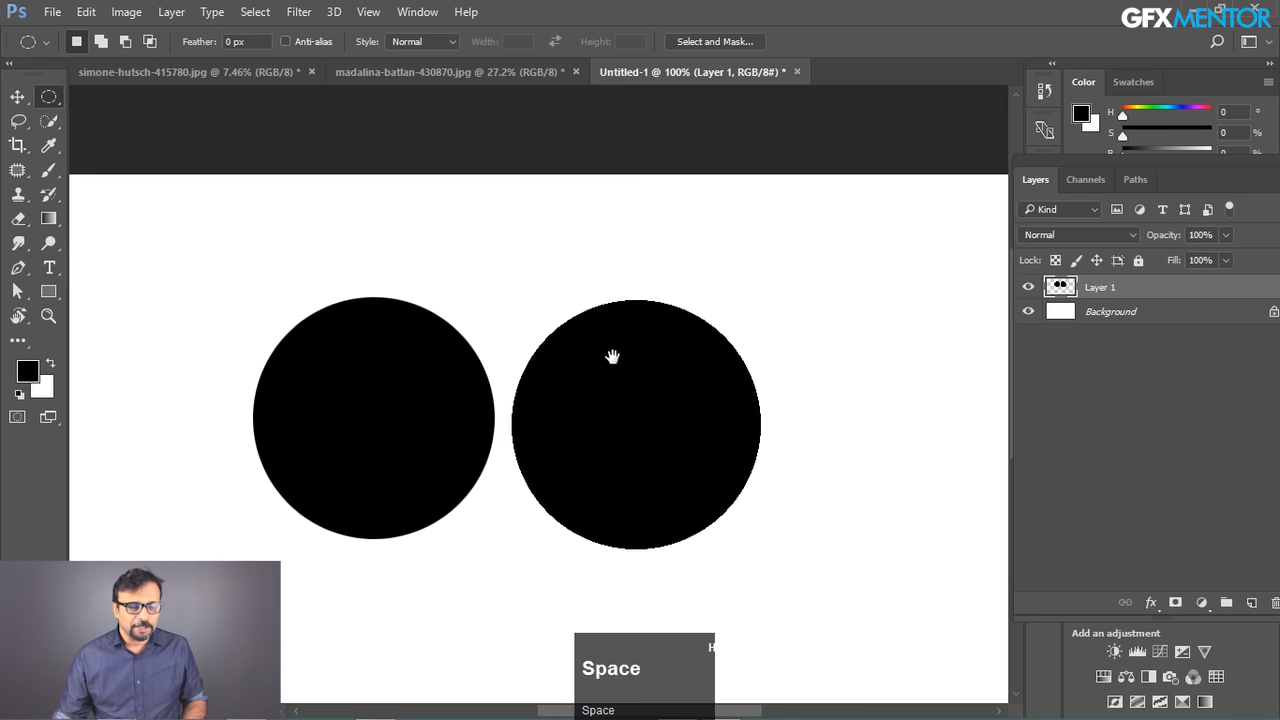 Ps File Edit Image Layer Type Select Filter 3D View Window Help
GFXMENTOR
Feather: 0 px Anti-alias Style: Normal Width: Height: Select and Mask...
simone-hutsch-415780.jpg @ 7.46% (RGB/8) * × madalina-batlan-430870.jpg @ 27.2% (RGB/8) * × Untitled-1 @ 100% (Layer 1, RGB/8#) * ×
Color Swatches
H 0 °
S 0 %
%
Layers Channels Paths
Kind
Normal Opacity: 100%
Lock: Fill: 100%
Layer 1
Background
fx
Add an adjustment
H
Space
Space